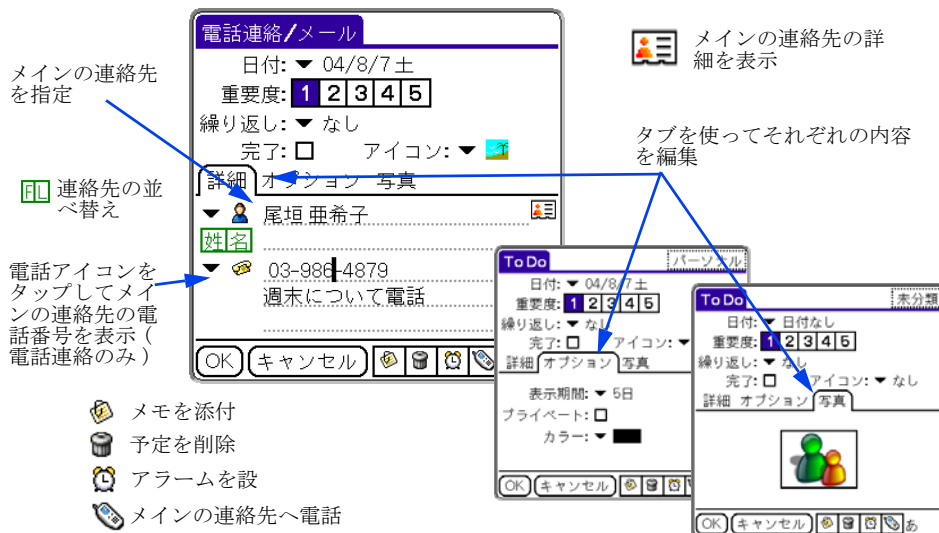 電話連絡/メール
日付: 04/8/7 土
重要度: 1 2 3 4 5
繰り返し: なし
完了: アイコン:
詳細 オプション 写真
尾垣 亜希子
姓 名
03-986-4879
週末について電話
OK キャンセル
メインの連絡先
を指定
FL 連絡先の並
べ替え
電話アイコンを
タップしてメイ
ンの連絡先の電
話番号を表示(
電話連絡のみ)
メインの連絡先の詳
細を表示
タブを使ってそれぞれの内容
を編集
To Do パーソナル
日付: 04/8/7 土
重要度: 1 2 3 4 5
繰り返し: なし
完了: アイコン:
詳細 オプション 写真
表示期間: 5日
プライベート:
カラー:
OK キャンセル
To Do 未分類
日付: 日付なし
重要度: 1 2 3 4 5
繰り返し: なし
完了: アイコン: なし
詳細 オプション 写真
OK キャンセル あ
メモを添付
予定を削除
アラームを設
メインの連絡先へ電話